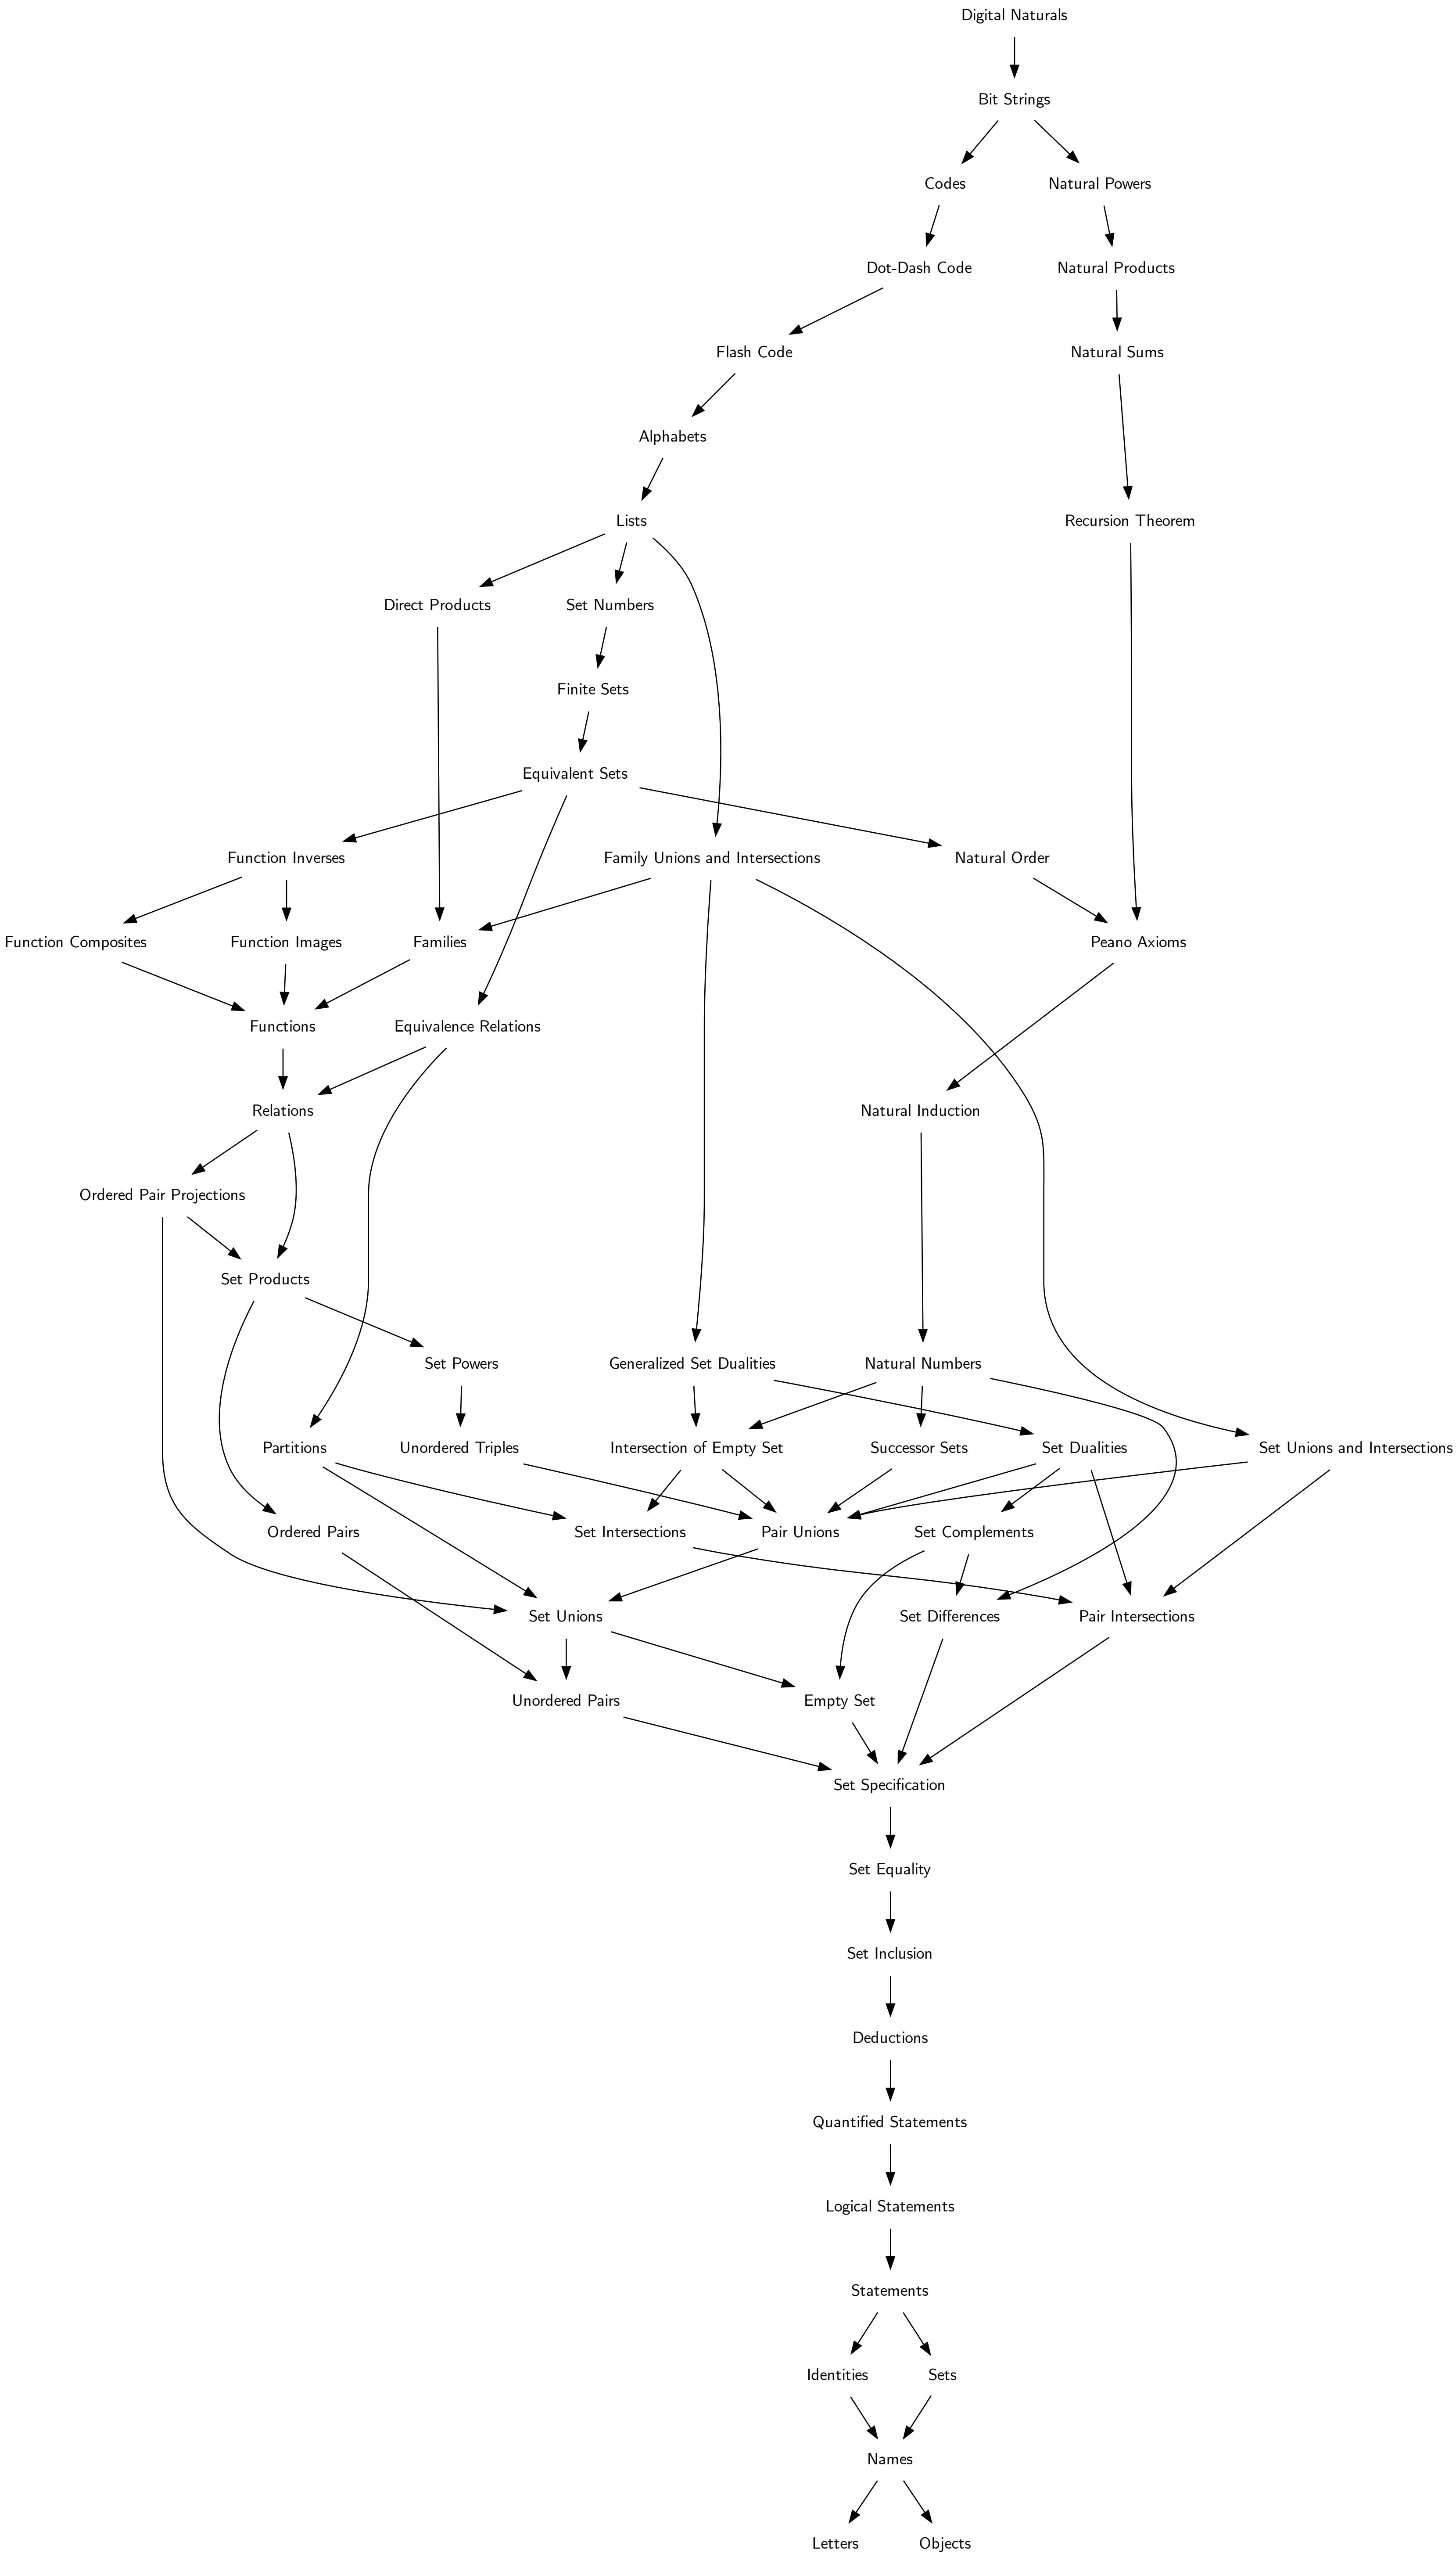 Digital Naturals
Bit Strings
Codes
Natural Powers
Dot-Dash Code
Natural Products
Flash Code
Natural Sums
Alphabets
Lists
Recursion Theorem
Direct Products
Set Numbers
Finite Sets
Equivalent Sets
Function Inverses
Family Unions and Intersections
Natural Order
Function Composites
Function Images
Families
Peano Axioms
Functions
Equivalence Relations
Relations
Natural Induction
Ordered Pair Projections
Set Products
Set Powers
Generalized Set Dualities
Natural Numbers
Partitions
Unordered Triples
Intersection of Empty Set
Successor Sets
Set Dualities
Set Unions and Intersections
Ordered Pairs
Set Intersections
Pair Unions
Set Complements
Set Unions
Set Differences
Pair Intersections
Unordered Pairs
Empty Set
Set Specification
Set Equality
Set Inclusion
Deductions
Quantified Statements
Logical Statements
Statements
Identities
Sets
Names
Letters
Objects